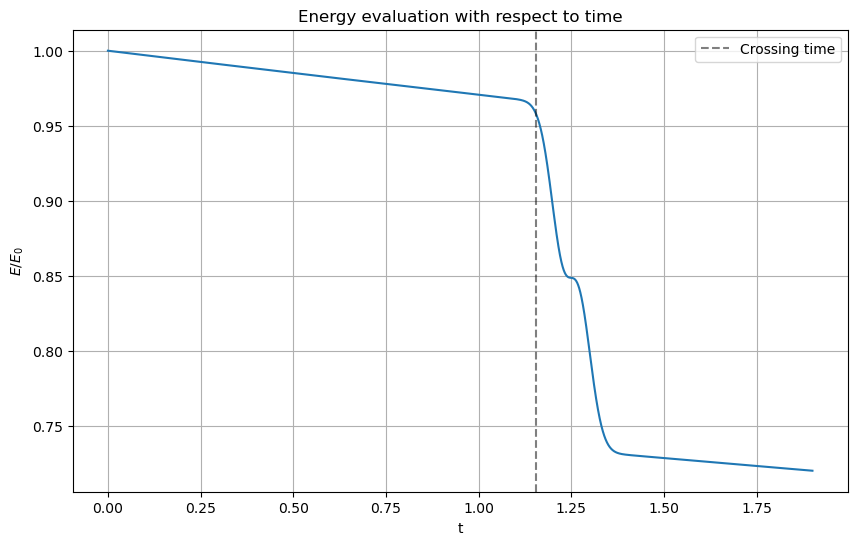 Energy evaluation with respect to time
Crossing time
1.00
0.95
0.90
0.85
0.80
0.75
E/E₀
0.00 0.25 0.50 0.75 1.00 1.25 1.50 1.75
t